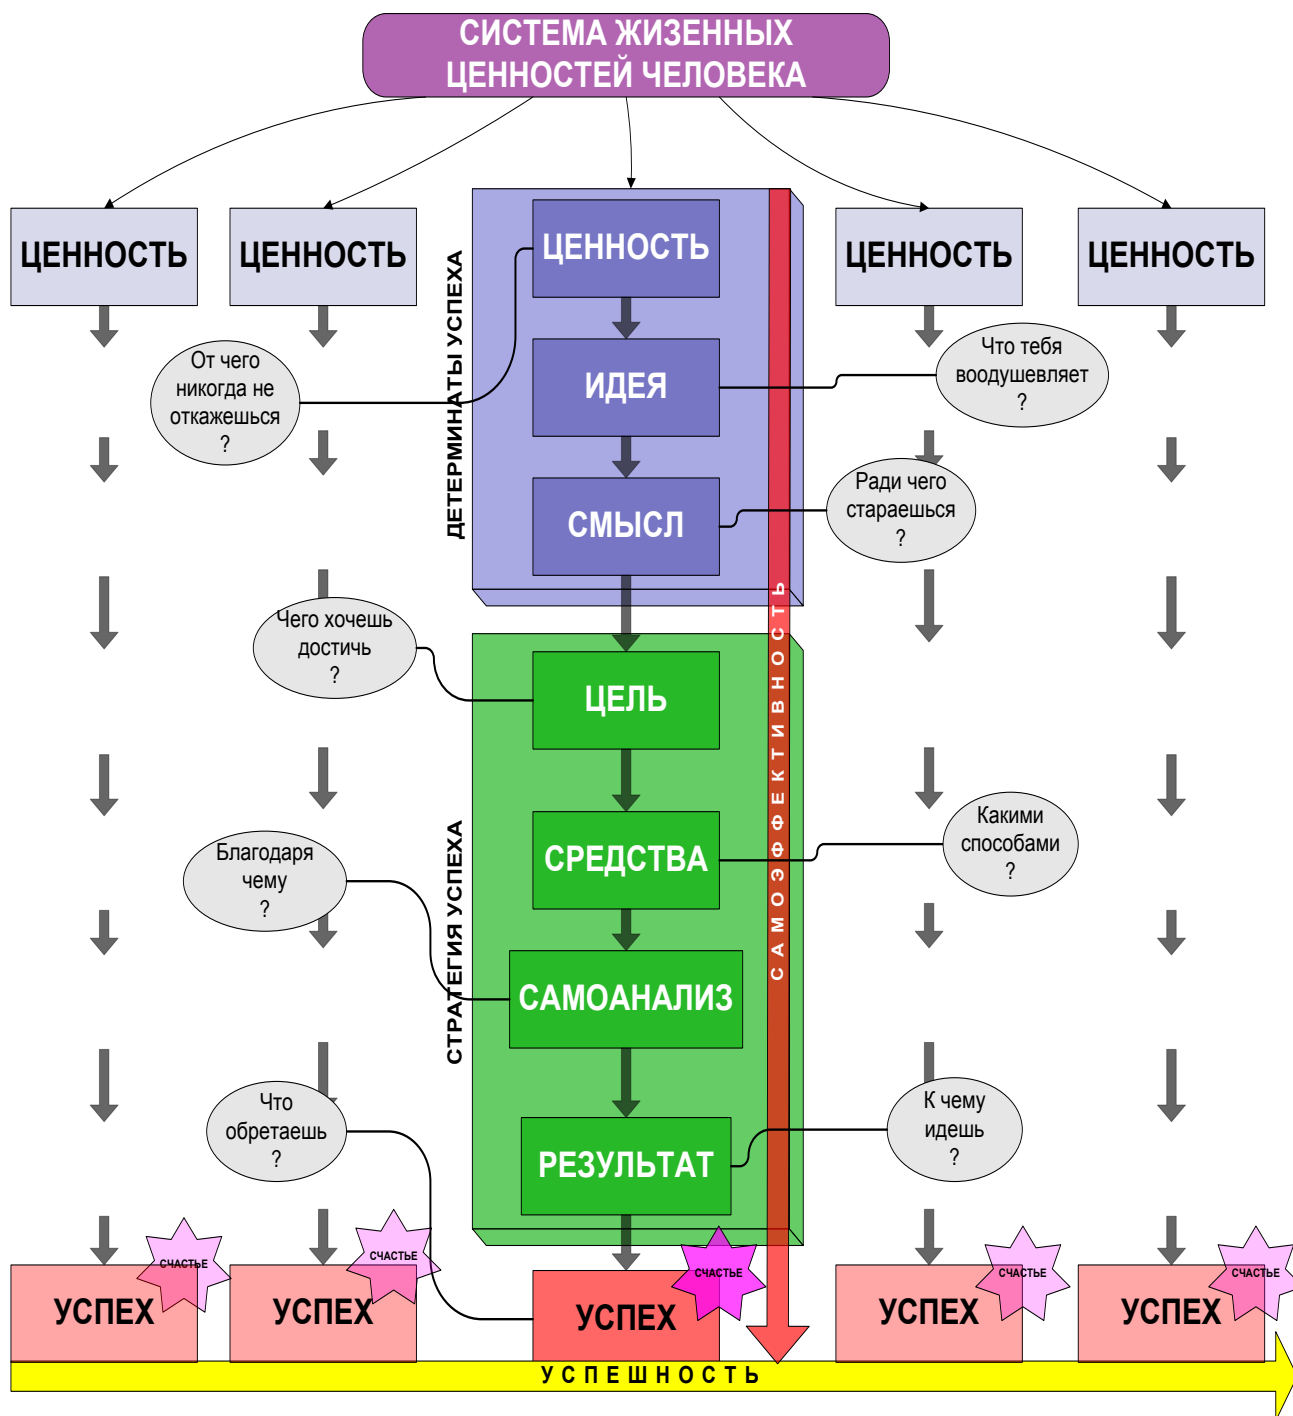 СИСТЕМА ЖИЗЕННЫХ
ЦЕННОСТЕЙ ЧЕЛОВЕКА
ЦЕННОСТЬ
ЦЕННОСТЬ
ЦЕННОСТЬ
ЦЕННОСТЬ
ЦЕННОСТЬ
ДЕТЕРМИНАТЫ УСПЕХА
От чего
никогда не
откажешься
?
ИДЕЯ
Что тебя
воодушевляет
?
СМЫСЛ
Ради чего
стараешься
?
САМОЭФФЕКТИВНОСТЬ
Чего хочешь
достичь
?
ЦЕЛЬ
СТРАТЕГИЯ УСПЕХА
СРЕДСТВА
Какими
способами
?
Благодаря
чему
?
САМОАНАЛИЗ
Что
обретаешь
?
РЕЗУЛЬТАТ
К чему
идешь
?
СЧАСТЬЕ
СЧАСТЬЕ
СЧАСТЬЕ
СЧАСТЬЕ
СЧАСТЬЕ
УСПЕХ
УСПЕХ
УСПЕХ
УСПЕХ
УСПЕХ
УСПЕШНОСТЬ